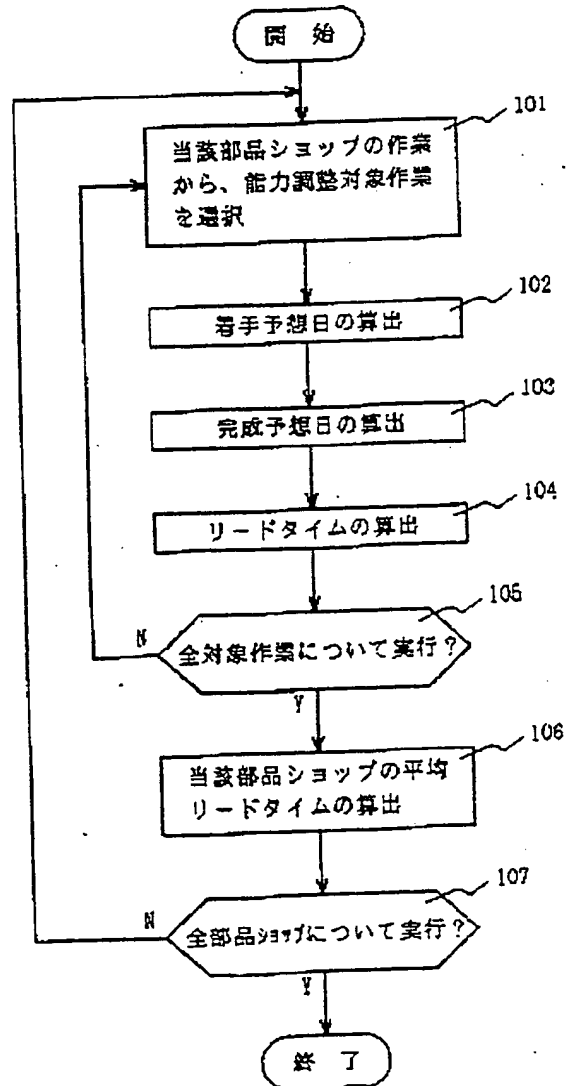 開 始
101
当該部品ショップの作業
から、能力調整対象作業
を選択
102
着手予想日の算出
103
完成予想日の算出
104
リードタイムの算出
105
N
全対象作業について実行?
Y
106
当該部品ショップの平均
リードタイムの算出
107
N
全部品ショップについて実行?
Y
終 了